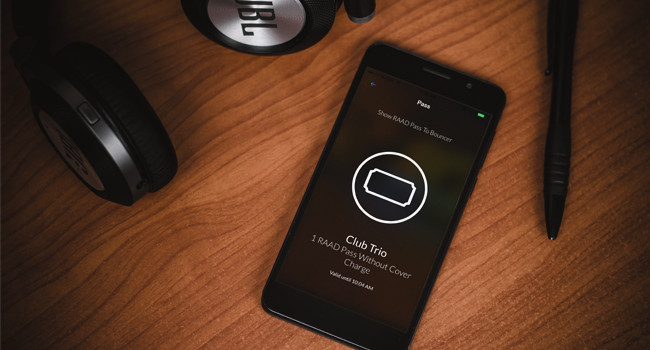 JBL
Pass
Show RAAD Pass To Bouncer
Club Trio
1 RAAD Pass Without Cover
Charge
Valid until 10:04 AM